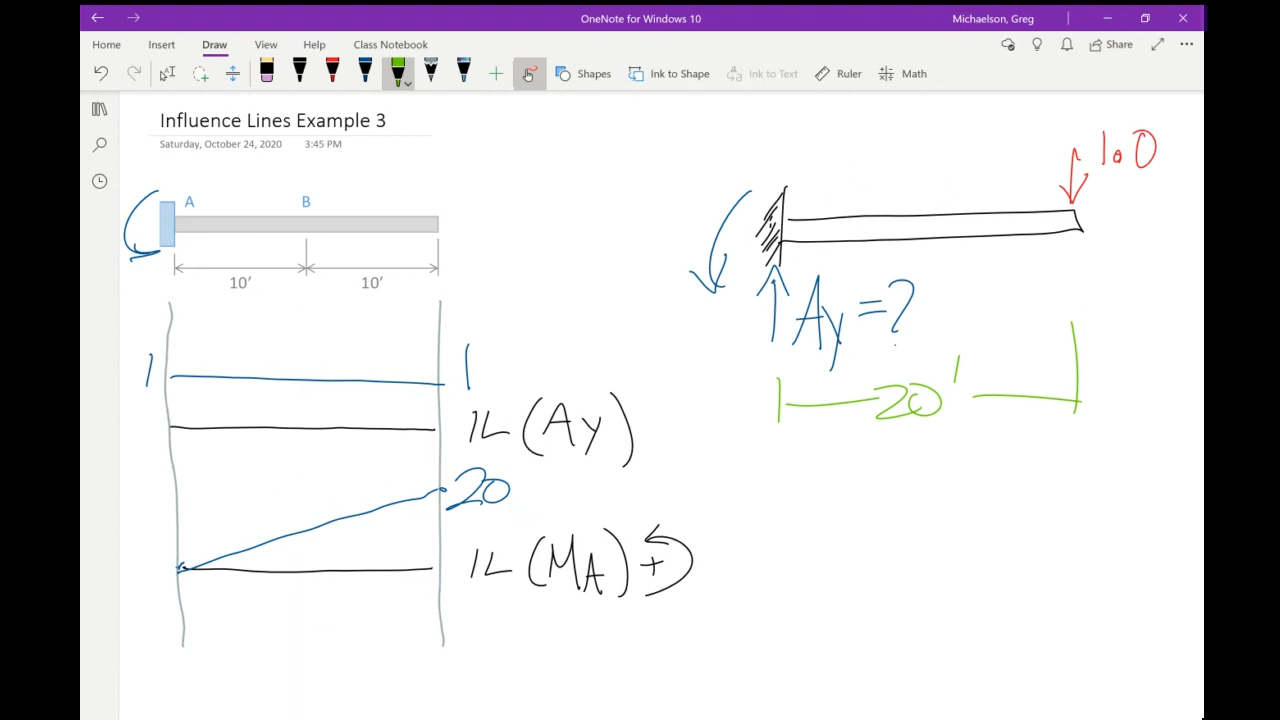 OneNote for Windows 10
Michaelson, Greg
Home Insert Draw View Help Class Notebook
Share
Shapes Ink to Shape Ink to Text Ruler Math
Influence Lines Example 3
Saturday, October 24, 2020 3:45 PM
1.0
A B
10' 10'
Ay = ?
1 1
20'
IL (Ay)
20
IL (MA) +